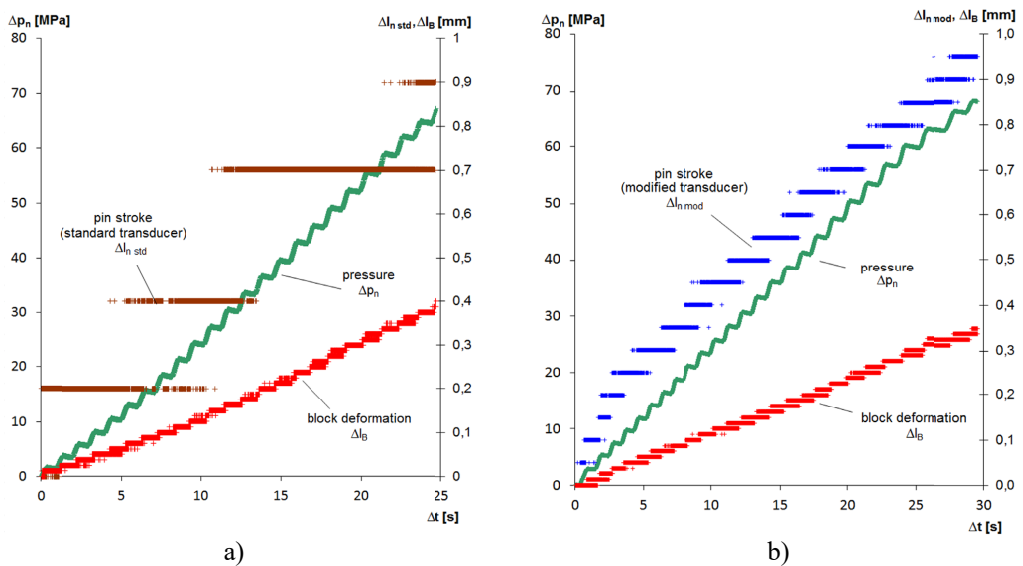 Δpn [MPa]
Δln std, ΔlB [mm]
80
70
60
50
40
30
20
10
0
1
0,9
0,8
0,7
0,6
0,5
0,4
0,3
0,2
0,1
0
pin stroke
(standard transducer)
Δln std
pressure
Δpn
block deformation
ΔlB
0 5 10 15 20 25
Δt [s]
a)
Δpn [MPa]
Δln mod, ΔlB [mm]
80
70
60
50
40
30
20
10
0
1,0
0,9
0,8
0,7
0,6
0,5
0,4
0,3
0,2
0,1
0,0
pin stroke
(modified transducer)
Δln mod
pressure
Δpn
block deformation
ΔlB
0 5 10 15 20 25 30
Δt [s]
b)